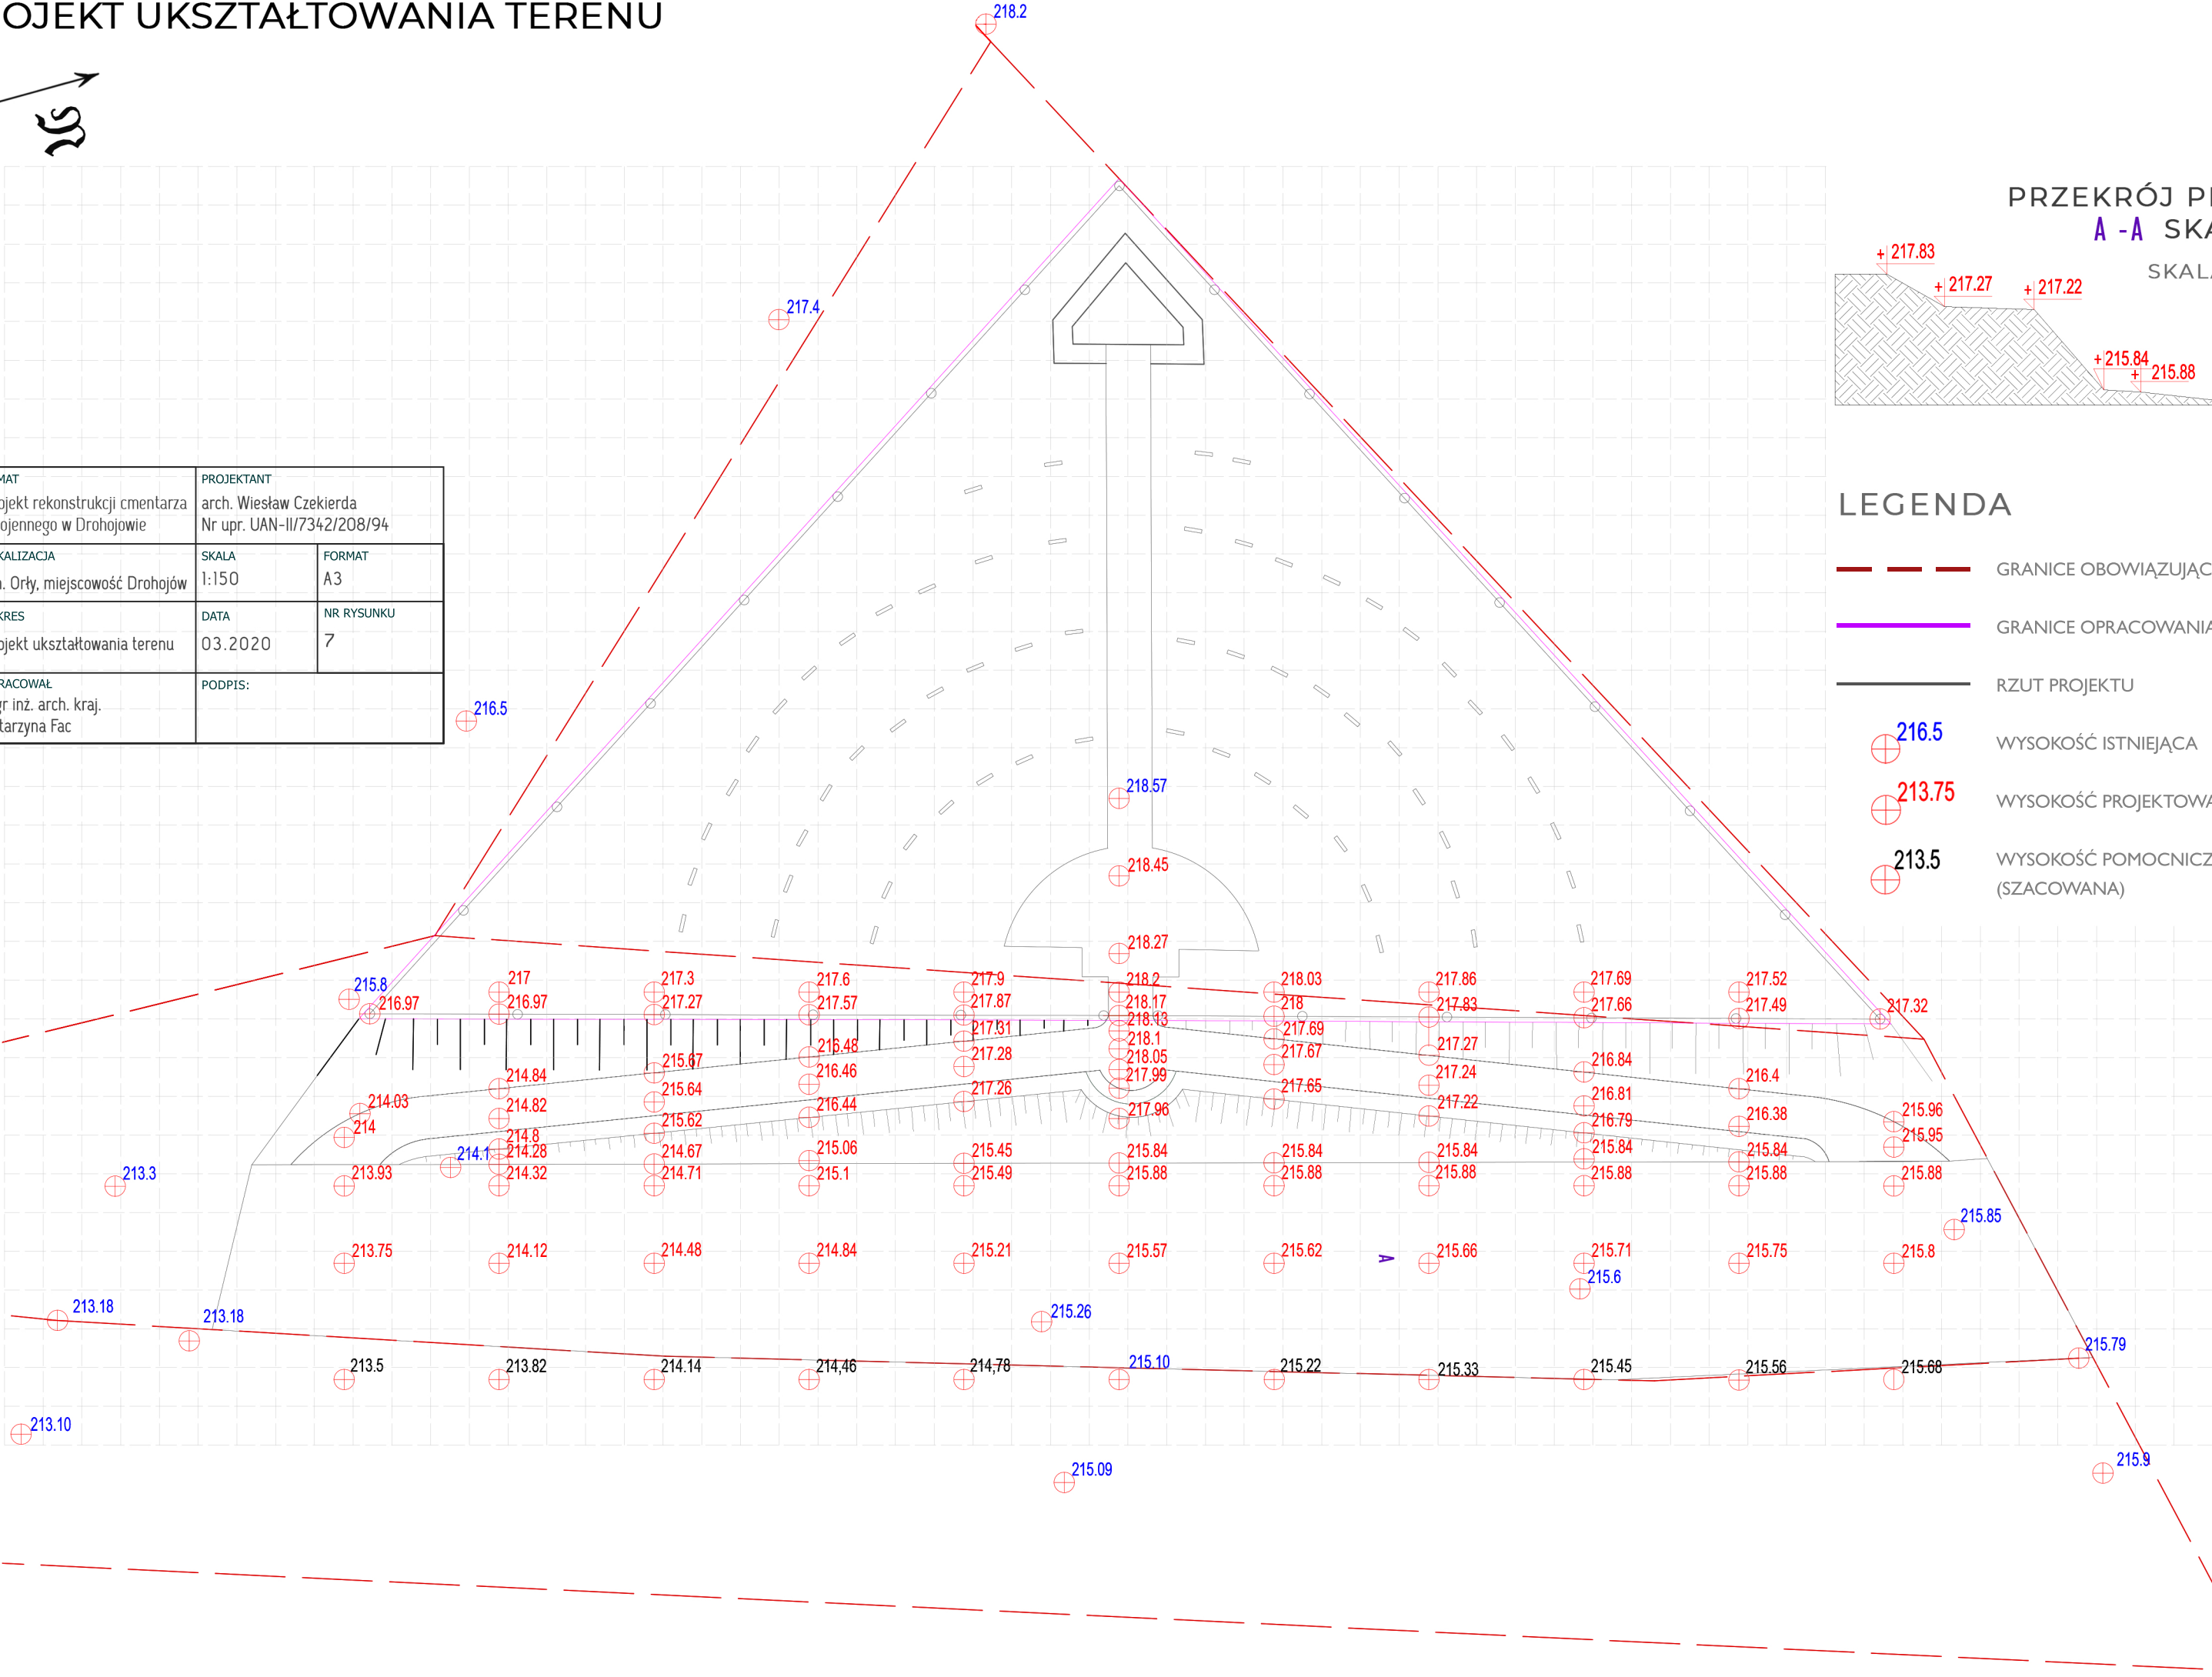 OJEKT UKSZTAŁTOWANIA TERENU
218.2
217.4
PRZEKRÓJ
A - A
SKALA
+ 217.83
+ 217.27
+ 217.22
+ 215.84
+ 215.88
MAT
ojekt rekonstrukcji cmentarza
ojennego w Drohojowie
PROJEKTANT
arch. Wiesław Czekierda
Nr upr. UAN-II/7342/208/94
KALIZACJA
. Orły, miejscowość Drohojów
SKALA
1:150
FORMAT
A3
KRES
ojekt ukształtowania terenu
DATA
03.2020
NR RYSUNKU
7
RACOWAŁ
gr inż. arch. kraj.
tarzyna Fac
PODPIS:
LEGENDA
GRANICE OBOWIĄZUJĄC
GRANICE OPRACOWANIA
RZUT PROJEKTU
216.5 WYSOKOŚĆ ISTNIEJĄCA
213.75 WYSOKOŚĆ PROJEKTOWA
213.5 WYSOKOŚĆ POMOCNICZ
(SZACOWANA)
216.5
218.57
218.45
218.27
215.8 217 217.3 217.6 217.9 218.2 218.03 217.86 217.69 217.52
216.97 216.97 217.27 217.57 217.87 218.17 218 217.83 217.66 217.49 217.32
218.13
217.31 218.1 217.69
215.67 216.48 217.28 218.05 217.67 217.27 216.84
214.84 215.64 216.46 217.26 217.99 217.65 217.24 216.81 216.4
214.03 214.82 215.62 216.44 217.96 217.22 216.79 216.38 215.96
214 214.8 215.95
214.1 214.28 214.67 215.06 215.45 215.84 215.84 215.84 215.84 215.84
213.3 213.93 214.32 214.71 215.1 215.49 215.88 215.88 215.88 215.88 215.88 215.88
215.85
213.75 214.12 214.48 214.84 215.21 215.57 215.62 A 215.66 215.71 215.75 215.8
215.6
213.18 213.18 215.26
215.79
213.5 213.82 214.14 214,46 214,78 215.10 215.22 215.33 215.45 215.56 215.68
213.10
215.09
215.9